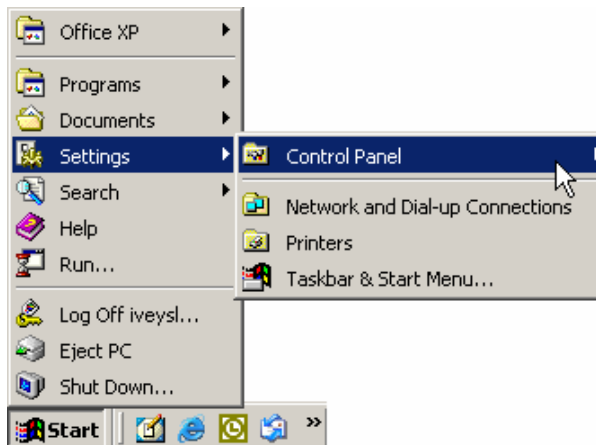 Office XP
Programs
Documents
Settings
Control Panel
Search
Network and Dial-up Connections
Help
Printers
Run...
Taskbar & Start Menu...
Log Off iveysl...
Eject PC
Shut Down...
Start
»